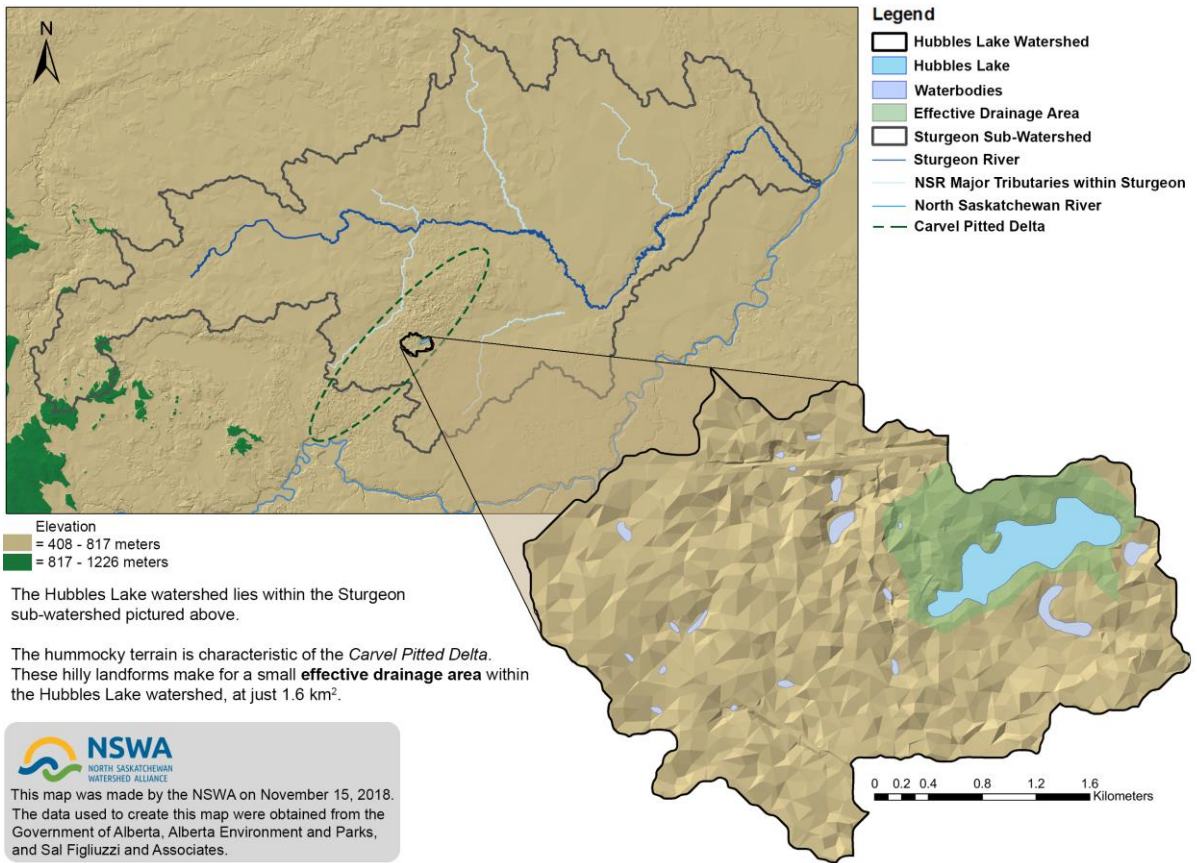 N
Legend
Hubbles Lake Watershed
Hubbles Lake
Waterbodies
Effective Drainage Area
Sturgeon Sub-Watershed
Sturgeon River
NSR Major Tributaries within Sturgeon
North Saskatchewan River
Carvel Pitted Delta
Elevation
= 408 - 817 meters
= 817 - 1226 meters
The Hubbles Lake watershed lies within the Sturgeon
sub-watershed pictured above.
The hummocky terrain is characteristic of the Carvel Pitted Delta.
These hilly landforms make for a small effective drainage area within
the Hubbles Lake watershed, at just 1.6 km².
NSWA
NORTH SASKATCHEWAN
WATERSHED ALLIANCE
This map was made by the NSWA on November 15, 2018.
The data used to create this map were obtained from the
Government of Alberta, Alberta Environment and Parks,
and Sal Figliuzzi and Associates.
0 0.2 0.4 0.8 1.2 1.6
Kilometers